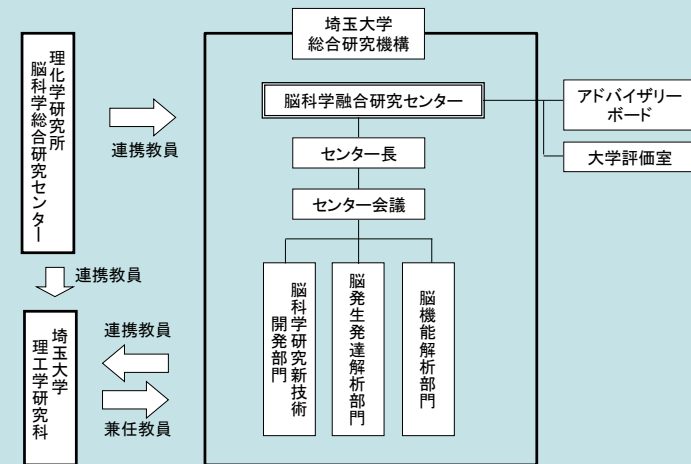 埼玉大学
総合研究機構
理化学研究所
脳科学総合研究センター
連携教員
脳科学融合研究センター
アドバイザリー
ボード
大学評価室
センター長
センター会議
連携教員
脳科学研究新技術
開発部門
脳発生発達解析部門
脳機能解析部門
埼玉大学
理工学研究科
連携教員
兼任教員